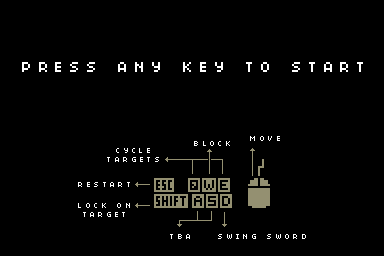 PRESS ANY KEY TO START
BLOCK
MOVE
CYCLE
TARGETS
RESTART
ESC Q W E
LOCK ON
TARGET
SHIFT A S D
TBA
SWING SWORD